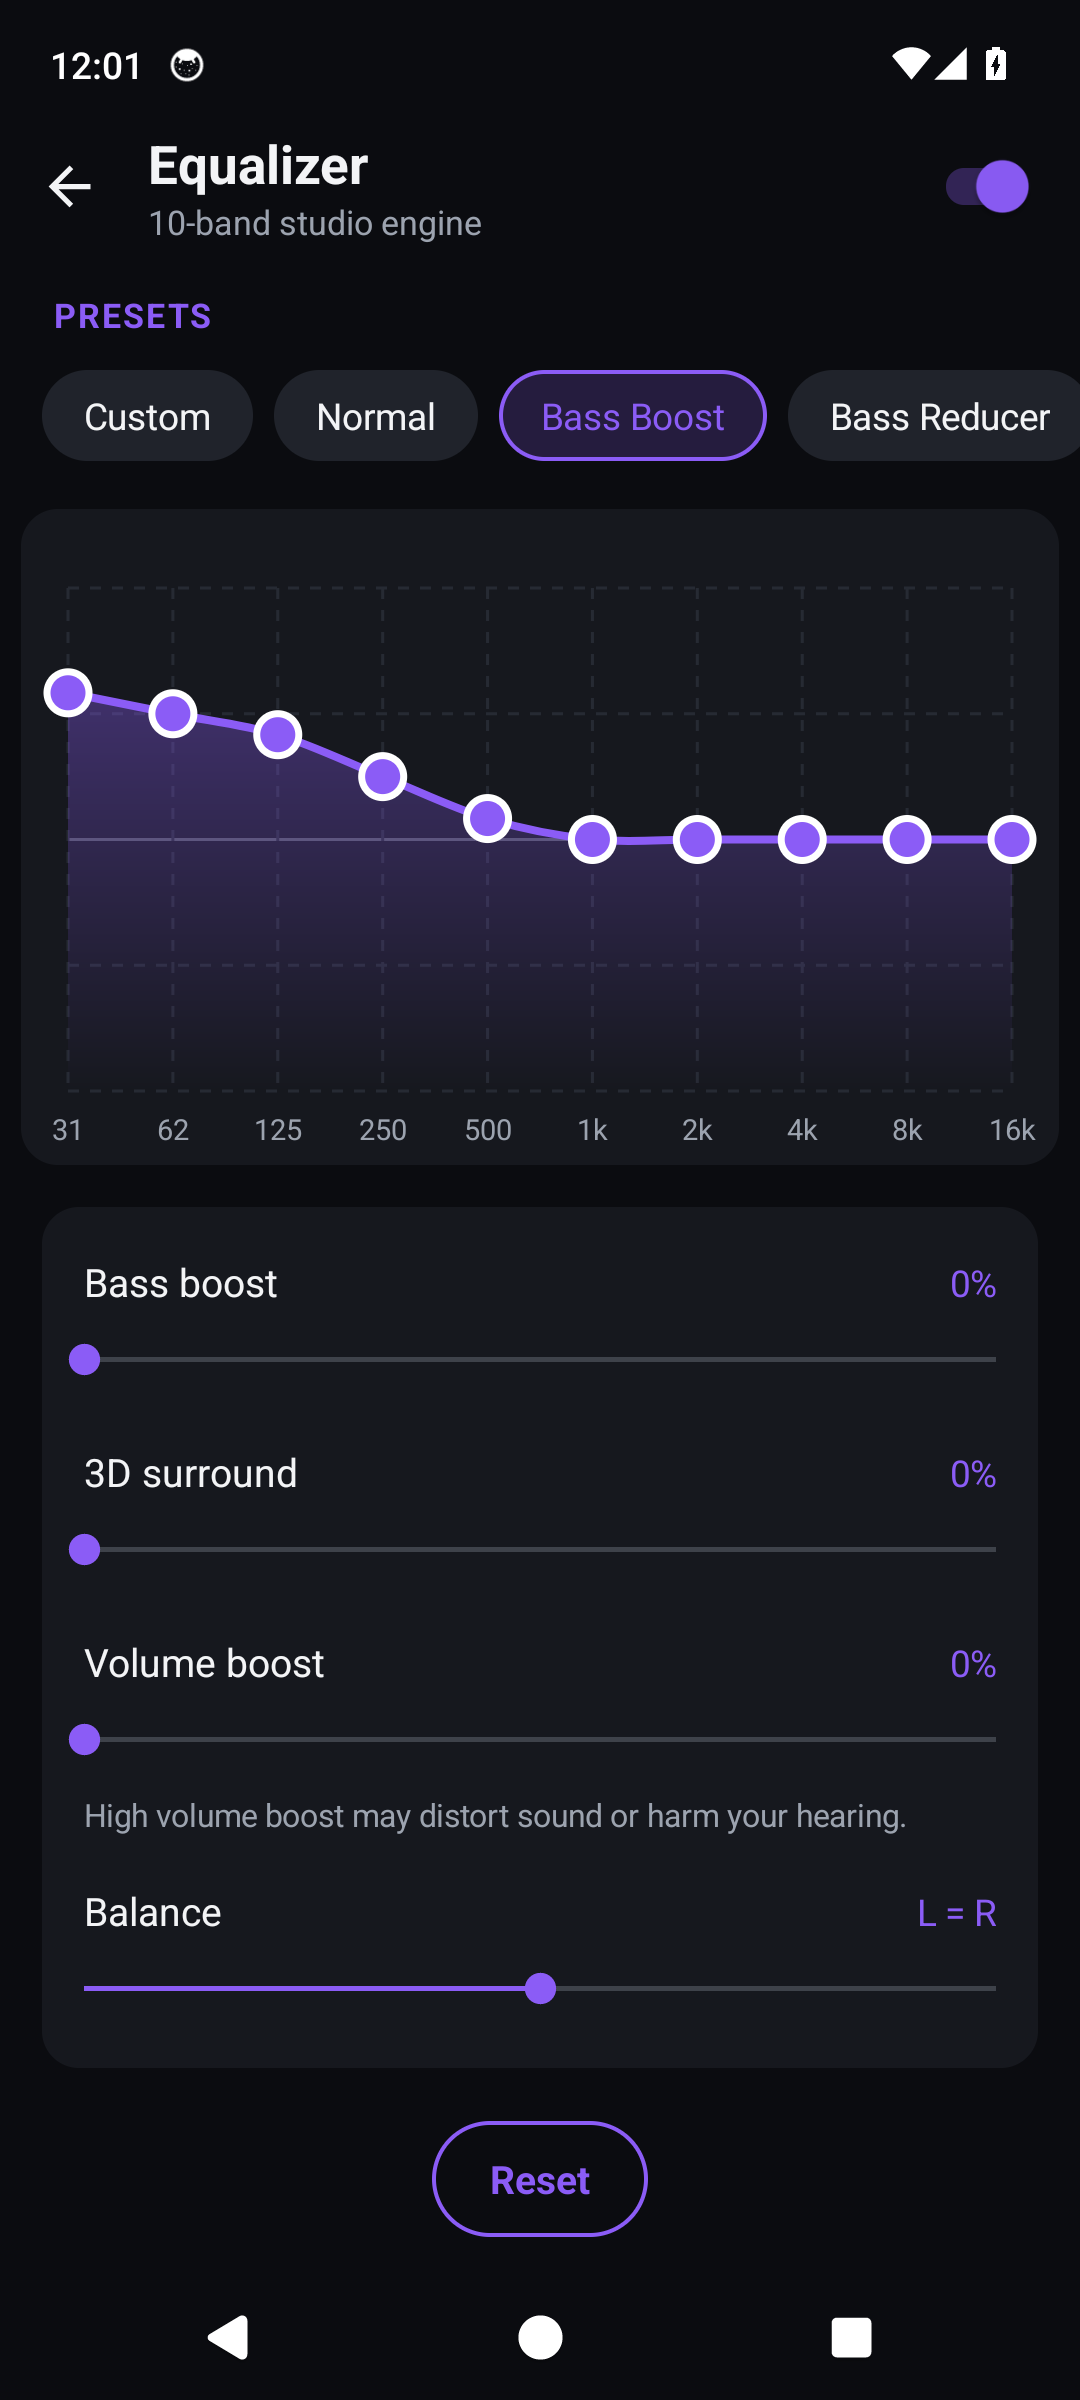 12:01
Equalizer
10-band studio engine
PRESETS
Custom Normal Bass Boost Bass Reducer
31 62 125 250 500 1k 2k 4k 8k 16k
Bass boost 0%
3D surround 0%
Volume boost 0%
High volume boost may distort sound or harm your hearing.
Balance L = R
Reset